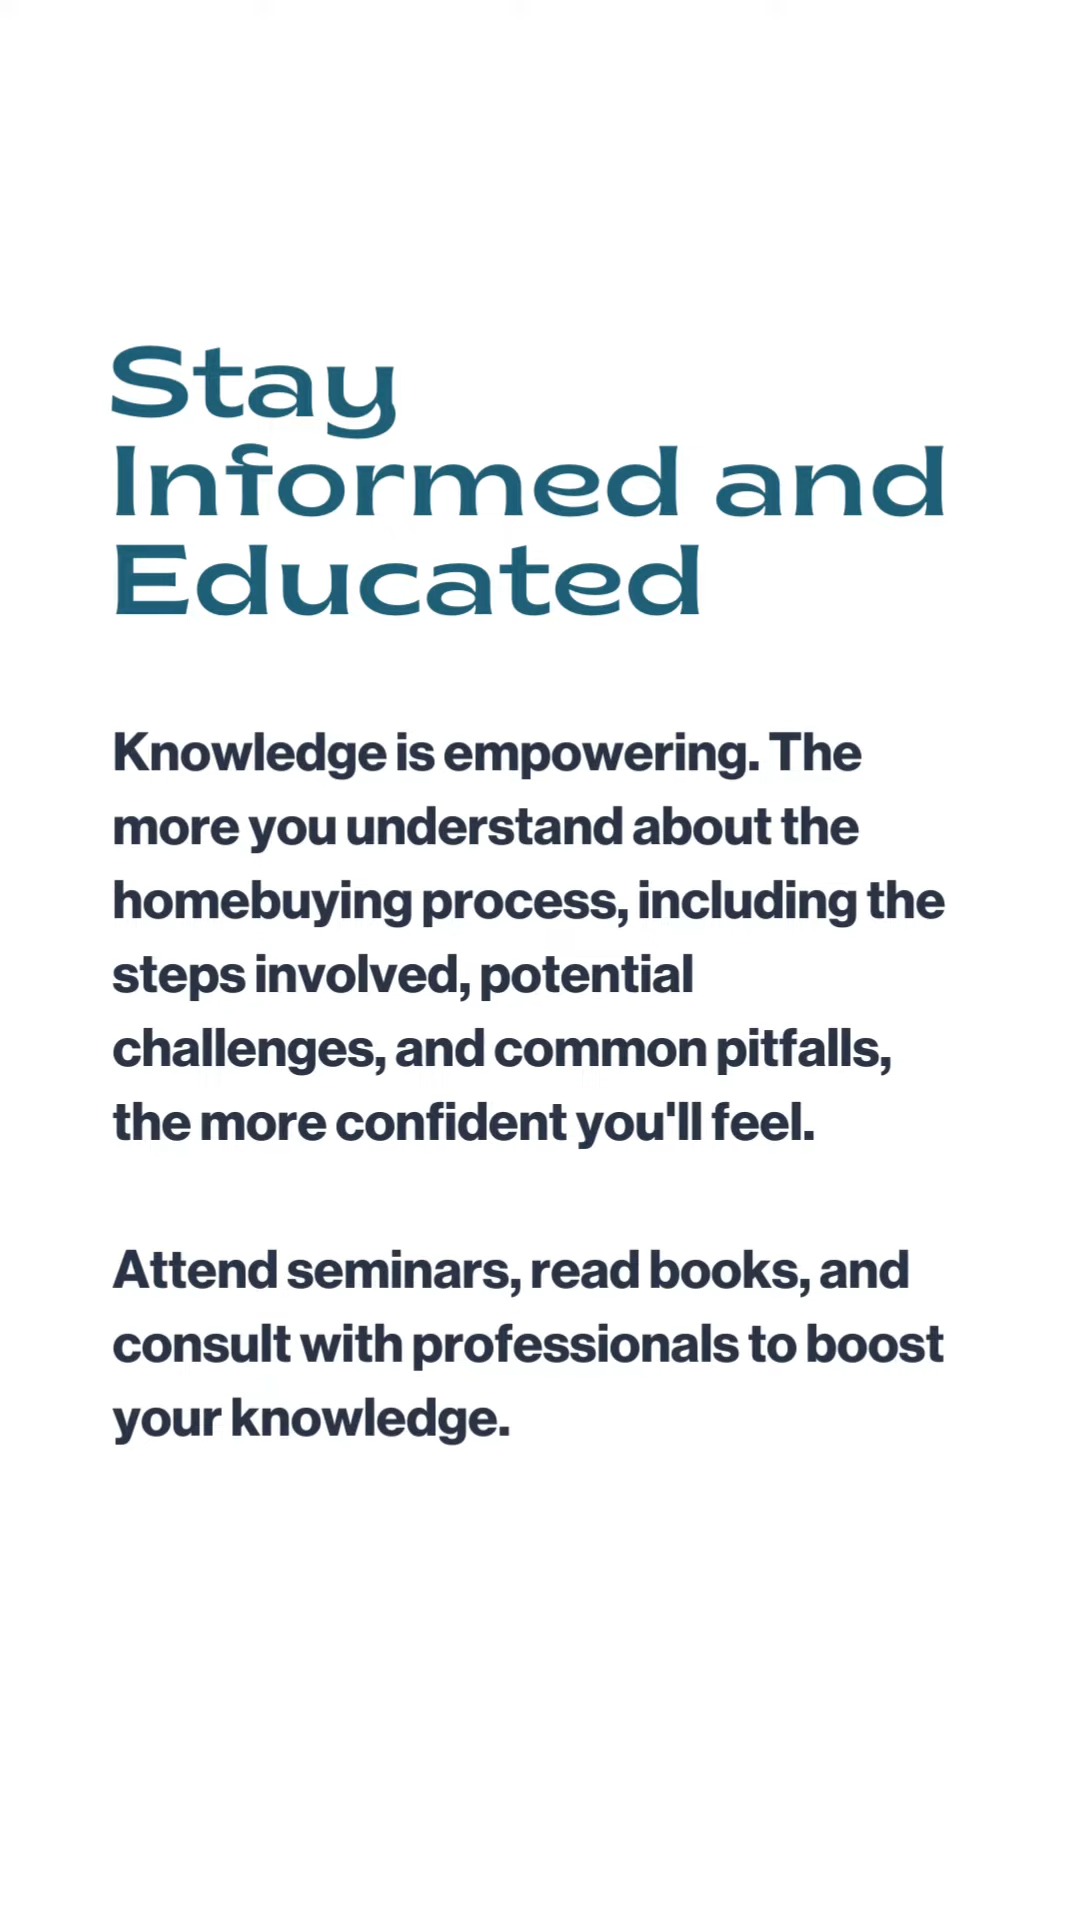 Stay
Informed and
Educated
Knowledge is empowering. The
more you understand about the
homebuying process, including the
steps involved, potential
challenges, and common pitfalls,
the more confident you'll feel.
Attend seminars, read books, and
consult with professionals to boost
your knowledge.